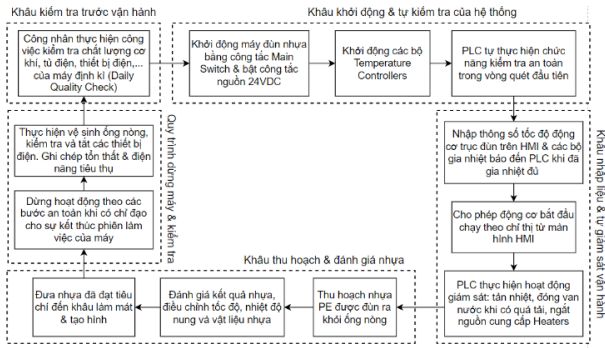 Khâu kiểm tra trước vận hành
Khâu khởi động & tự kiểm tra của hệ thống
Công nhân thực hiện công
việc kiểm tra chất lượng cơ
khí, tủ điện, thiết bị điện,...
của máy định kì (Daily
Quality Check)
Khởi động máy đùn nhựa
bằng công tắc Main
Switch & bật công tắc
nguồn 24VDC
Khởi động các bộ
Temperature
Controllers
PLC tự thực hiện chức
năng kiểm tra an toàn
trong vòng quét đầu tiên
Nhập thông số tốc độ động
cơ trục đùn trên HMI & các bộ
gia nhiệt báo đến PLC khi đã
gia nhiệt đủ
Cho phép động cơ bắt đầu
chạy theo chỉ thị từ màn
hình HMI
PLC thực hiện hoạt động
giám sát: tản nhiệt, đóng van
nước khi có quá tải, ngắt
nguồn cung cấp Heaters
Khâu nhập liệu & tự giám sát vận hành
Khâu thu hoạch & đánh giá nhựa
Thu hoạch nhựa
PE được đùn ra
khỏi ống nòng
Đánh giá kết quả nhựa,
điều chỉnh tốc độ, nhiệt độ
nung và vật liệu nhựa
Đưa nhựa đã đạt tiêu
chí đến khâu làm mát
& tạo hình
Dừng hoạt động theo các
bước an toàn khi có chỉ đạo
cho sự kết thúc phiên làm
việc của máy
Thực hiện vệ sinh ống nòng,
kiểm tra và tắt các thiết bị
điện. Ghi chép tổn thất & điện
năng tiêu thụ
Quy trình dừng máy & kiểm
tra